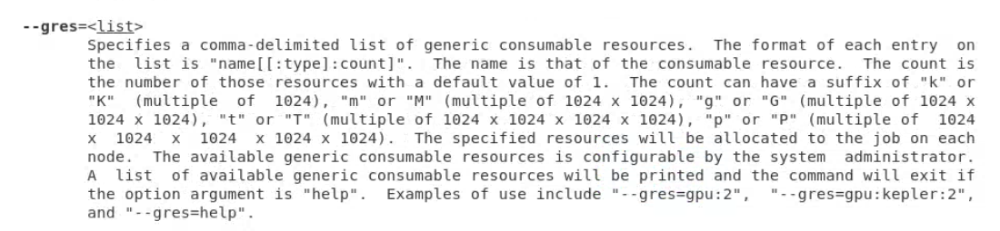 --gres=<list>
Specifies a comma-delimited list of generic consumable resources.  The format of each entry  on
the  list is "name[[:type]:count]".  The name is that of the consumable resource.  The count is
the number of those resources with a default value of 1.  The count can have a suffix of "k" or
"K"  (multiple  of  1024), "m" or "M" (multiple of 1024 x 1024), "g" or "G" (multiple of 1024 x
1024 x 1024), "t" or "T" (multiple of 1024 x 1024 x 1024 x 1024), "p" or "P" (multiple of  1024
x  1024  x  1024  x 1024 x 1024).  The specified resources will be allocated to the job on each
node.  The available generic consumable resources is configurable by the system  administrator.
A  list  of available generic consumable resources will be printed and the command will exit if
the option argument is "help".  Examples of use include "--gres=gpu:2",  "--gres=gpu:kepler:2",
and "--gres=help".